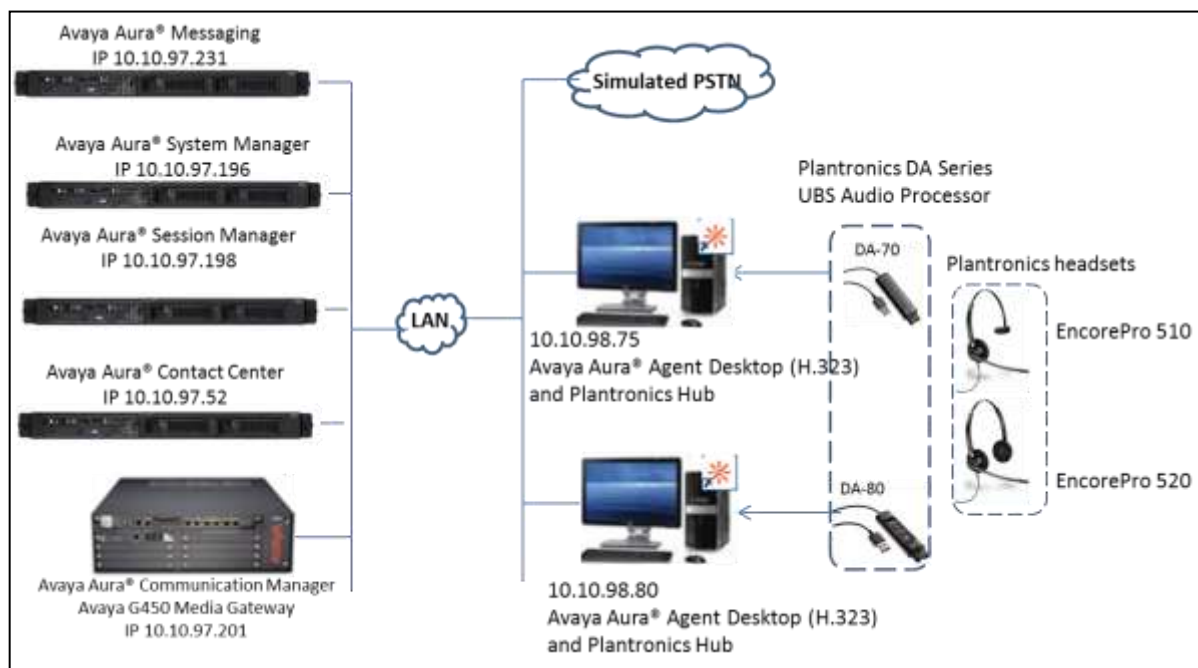 Avaya Aura® Messaging
IP 10.10.97.231
Avaya Aura® System Manager
IP 10.10.97.196
Avaya Aura® Session Manager
IP 10.10.97.198
Avaya Aura® Contact Center
IP 10.10.97.52
Avaya Aura® Communication Manager
Avaya G450 Media Gateway
IP 10.10.97.201
LAN
Simulated PSTN
10.10.98.75
Avaya Aura® Agent Desktop (H.323)
and Plantronics Hub
10.10.98.80
Avaya Aura® Agent Desktop (H.323)
and Plantronics Hub
Plantronics DA Series
UBS Audio Processor
DA-70
DA-80
Plantronics headsets
EncorePro 510
EncorePro 520